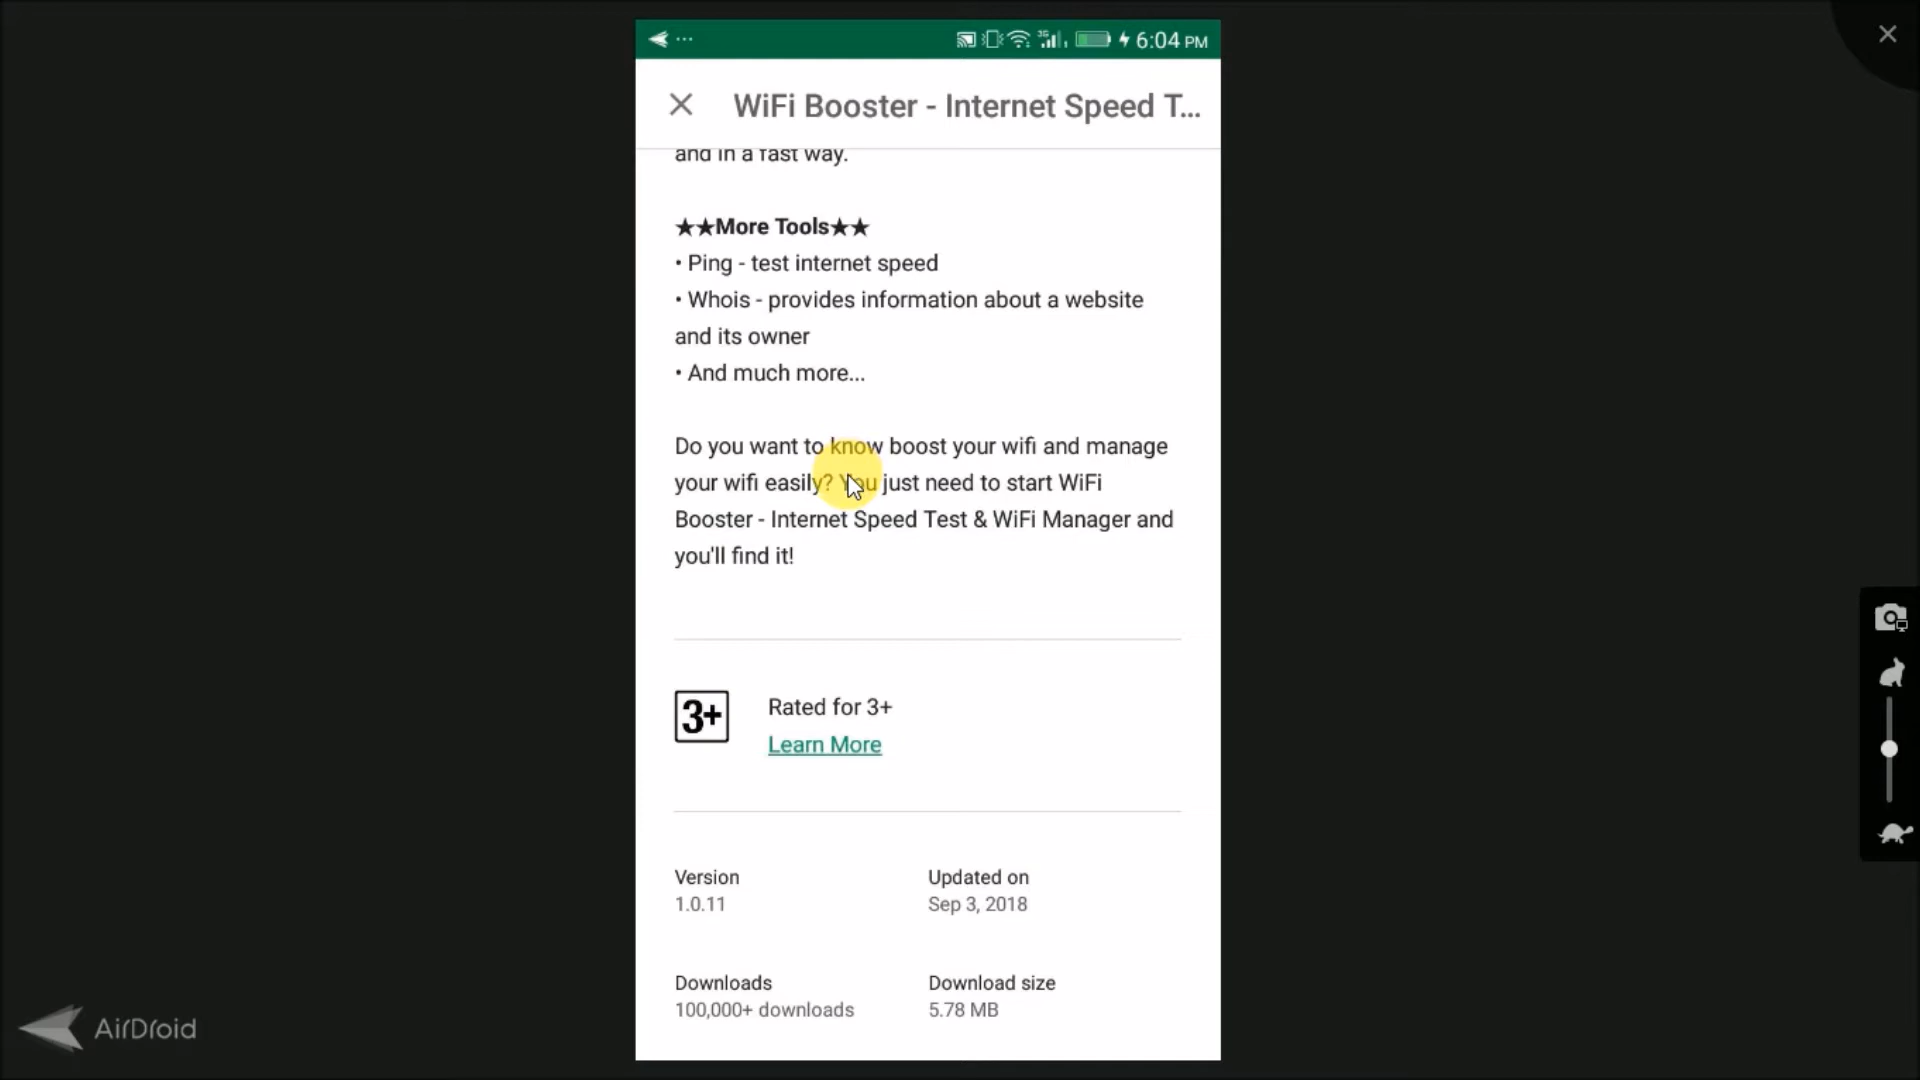 6:04 PM
WiFi Booster - Internet Speed T...
and in a fast way.
★★More Tools★★
• Ping - test internet speed
• Whois - provides information about a website
and its owner
• And much more...
Do you want to know boost your wifi and manage
your wifi easily? You just need to start WiFi
Booster - Internet Speed Test & WiFi Manager and
you'll find it!
3+
Rated for 3+
Learn More
Version
1.0.11
Updated on
Sep 3, 2018
Downloads
100,000+ downloads
Download size
5.78 MB
AirDroid